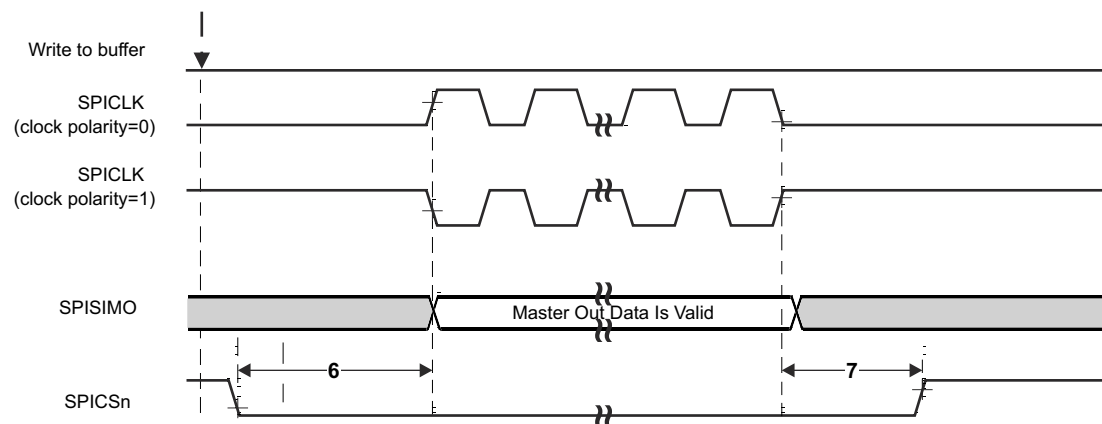 Write to buffer
SPICLK
(clock polarity=0)
SPICLK
(clock polarity=1)
SPISIMO
Master Out Data Is Valid
6
7
SPICSn